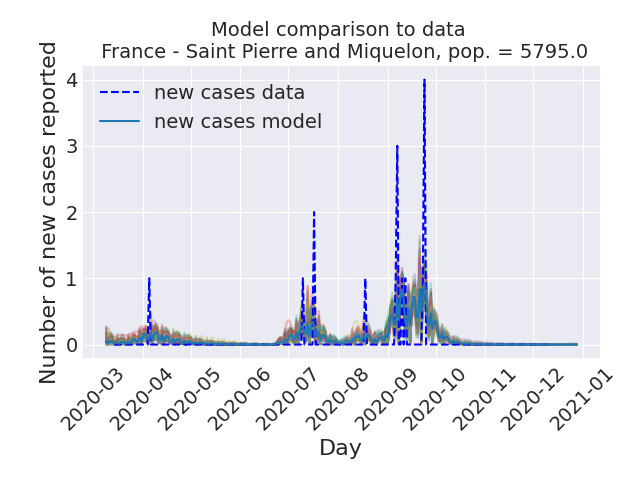 Model comparison to data
France - Saint Pierre and Miquelon, pop. = 5795.0
Number of new cases reported
4
3
2
1
0
new cases data
new cases model
2020-03
2020-04
2020-05
2020-06
2020-07
2020-08
2020-09
2020-10
2020-11
2020-12
2021-01
Day